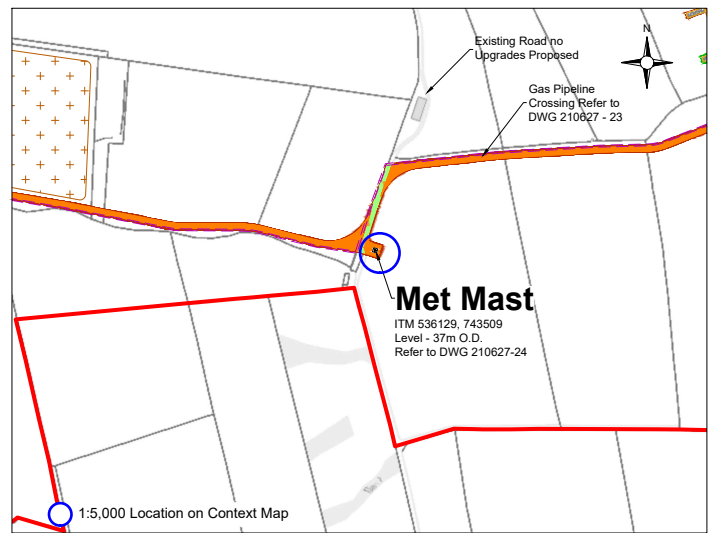 N
Existing Road no
Upgrades Proposed
Gas Pipeline
Crossing Refer to
DWG 210627 - 23
Met Mast
ITM 536129, 743509
Level - 37m O.D.
Refer to DWG 210627-24
1:5,000 Location on Context Map